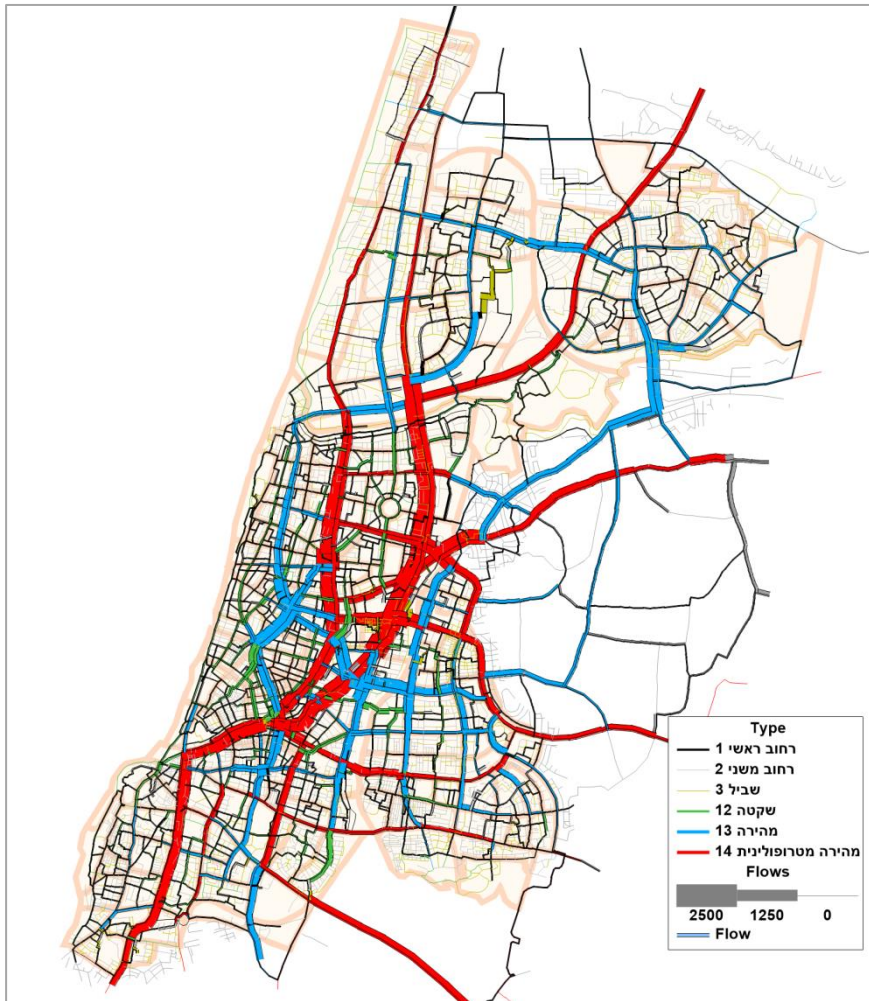 Type
רחוב ראשי 1
רחוב משני 2
שביל 3
שקטה 12
מהירה 13
מהירה מטרופולינית 14
Flows
2500 1250 0
Flow